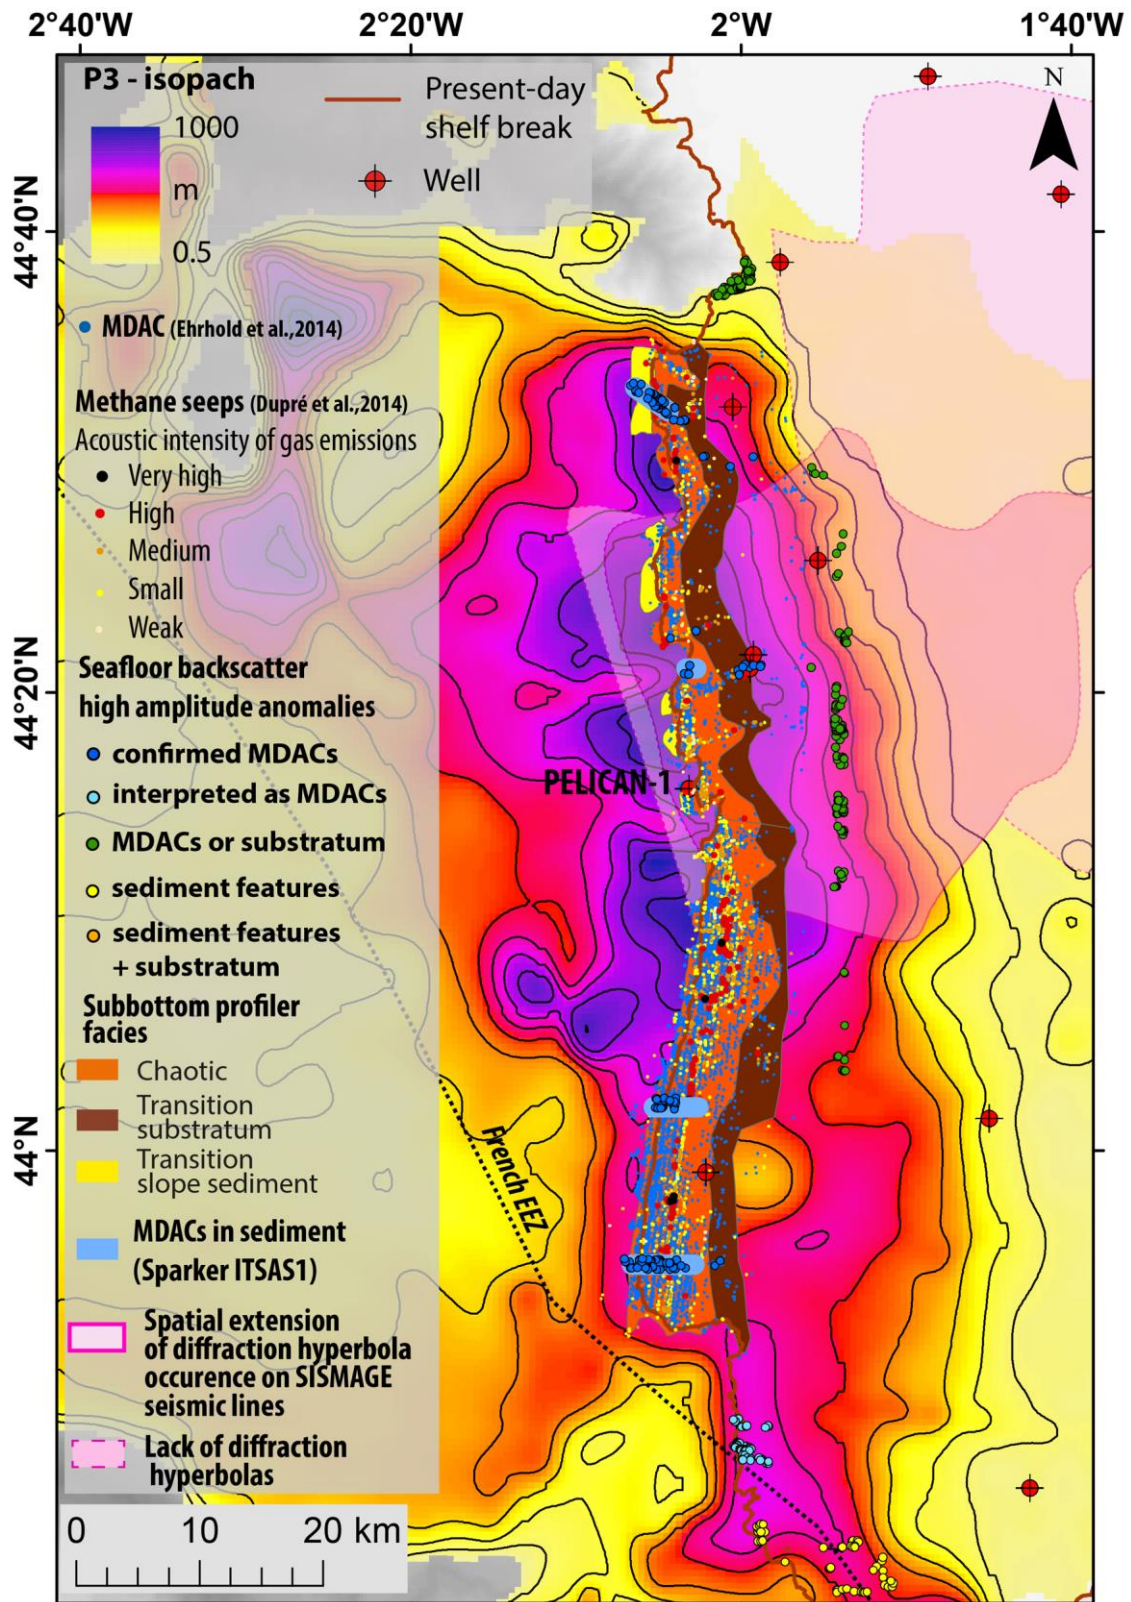 2°40'W 2°20'W 2°W 1°40'W
P3 - isopach
1000
m
0.5
Present-day
shelf break
Well
N
44°40'N
MDAC (Ehrhold et al.,2014)
Methane seeps (Dupré et al.,2014)
Acoustic intensity of gas emissions
Very high
High
Medium
Small
Weak
44°20'N
Seafloor backscatter
high amplitude anomalies
confirmed MDACs
interpreted as MDACs
MDACs or substratum
sediment features
sediment features
+ substratum
PELICAN-1
Subbottom profiler
facies
Chaotic
Transition
substratum
Transition
slope sediment
44°N
French EEZ
MDACs in sediment
(Sparker ITSAS1)
Spatial extension
of diffraction hyperbola
occurence on SISMAGE
seismic lines
Lack of diffraction
hyperbolas
0 10 20 km